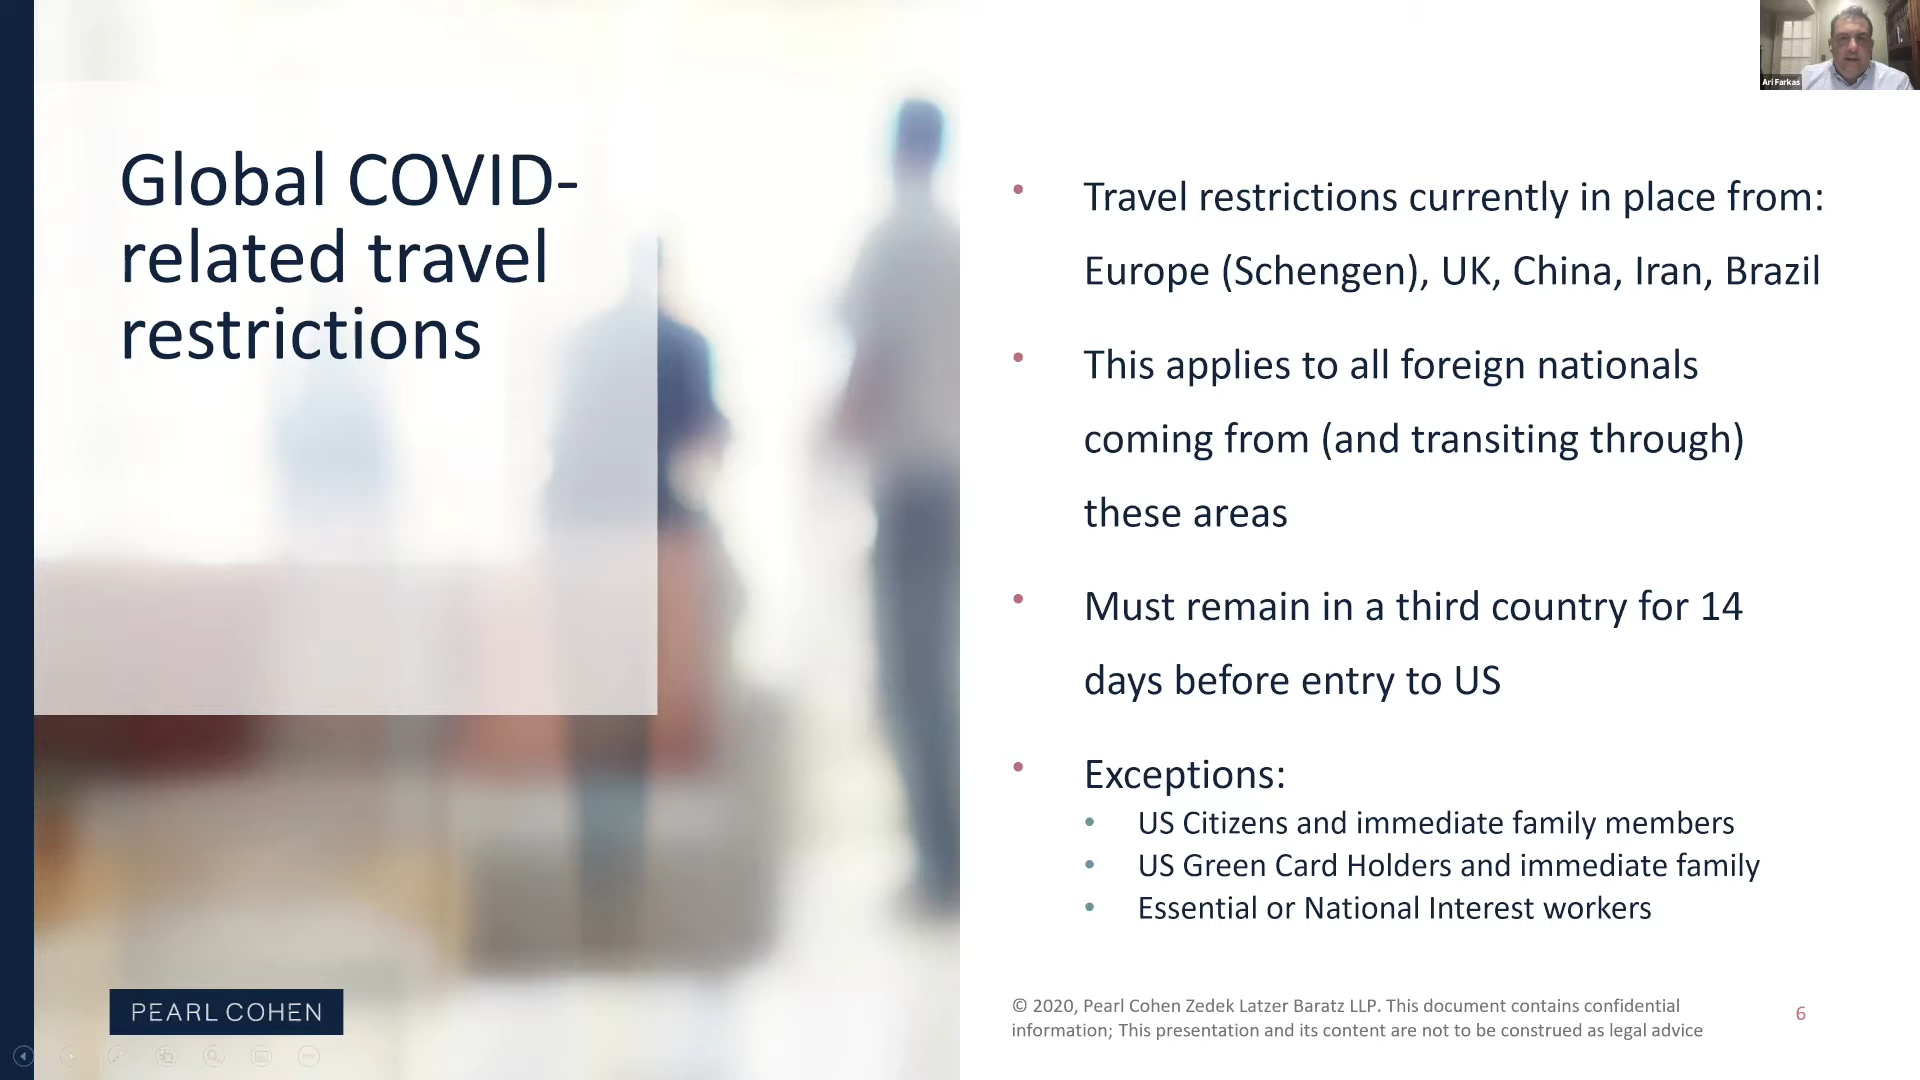 Ari Farkas
Global COVID-
related travel
restrictions
• Travel restrictions currently in place from:
Europe (Schengen), UK, China, Iran, Brazil
• This applies to all foreign nationals
coming from (and transiting through)
these areas
• Must remain in a third country for 14
days before entry to US
• Exceptions:
• US Citizens and immediate family members
• US Green Card Holders and immediate family
• Essential or National Interest workers
PEARL COHEN
© 2020, Pearl Cohen Zedek Latzer Baratz LLP. This document contains confidential
information; This presentation and its content are not to be construed as legal advice
6